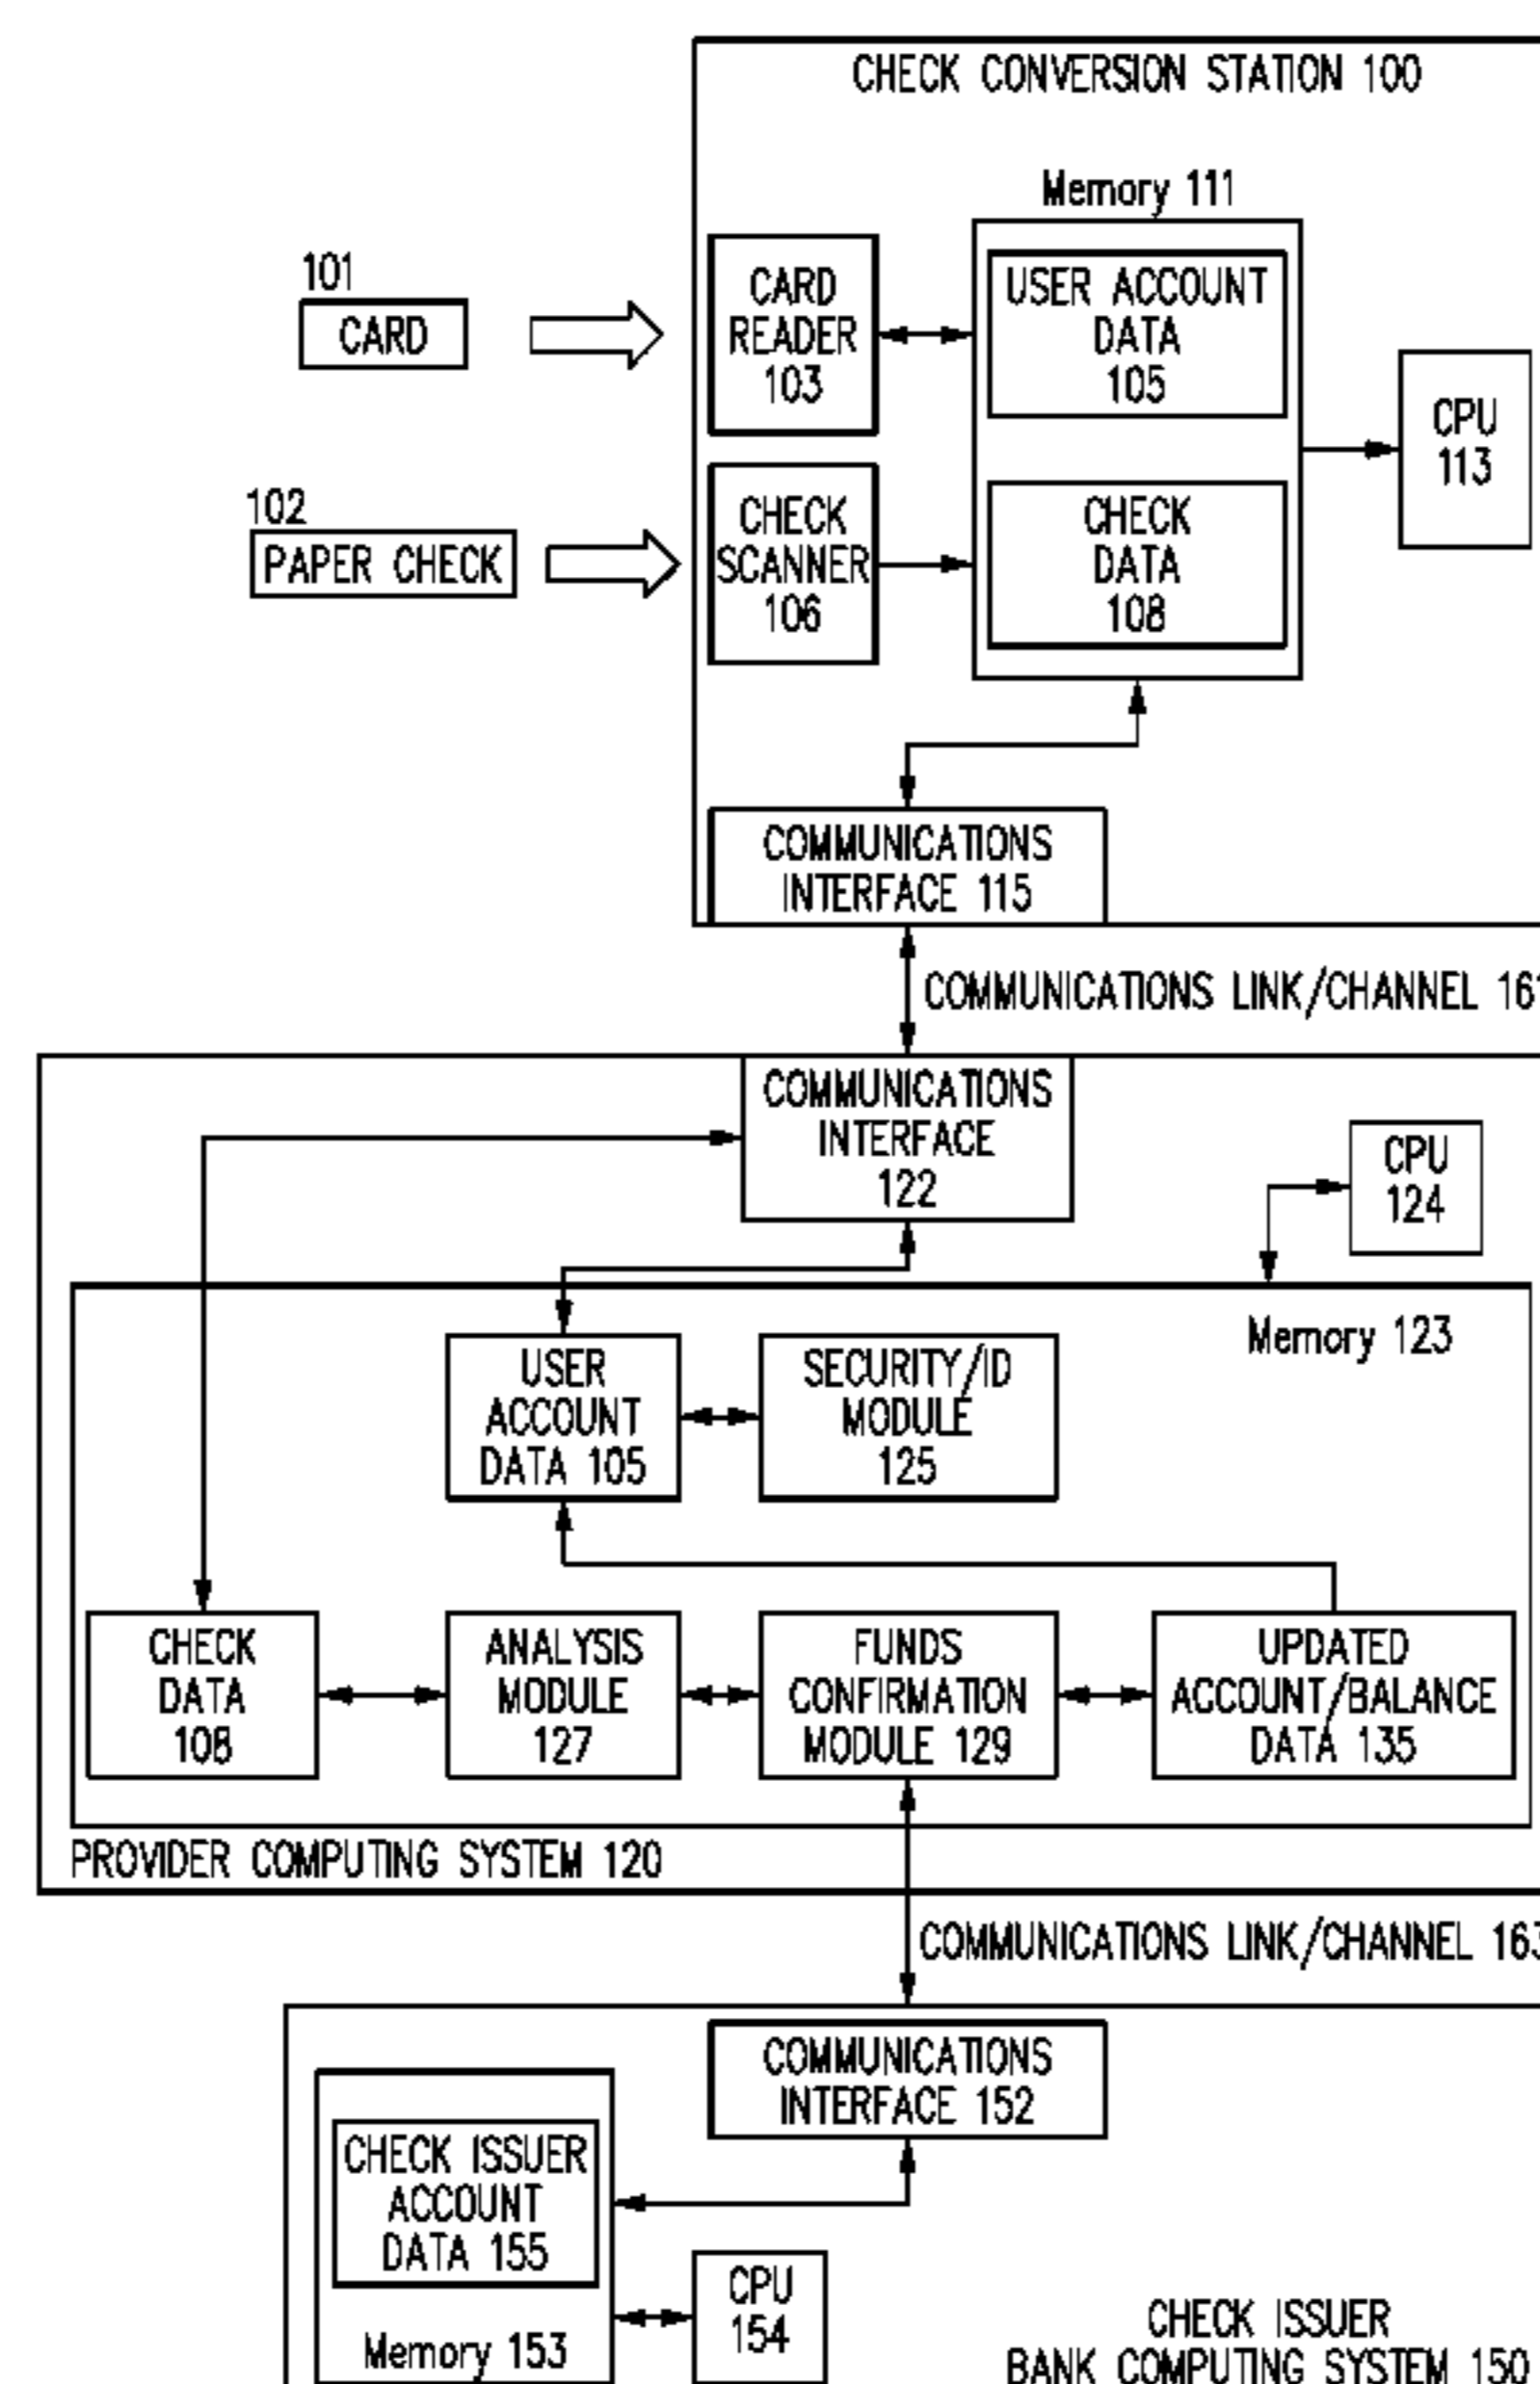 CHECK CONVERSION STATION 100
Memory 111
101
CARD
CARD
READER
103
USER ACCOUNT
DATA
105
CPU
113
102
PAPER CHECK
CHECK
SCANNER
106
CHECK
DATA
108
COMMUNICATIONS
INTERFACE 115
COMMUNICATIONS LINK/CHANNEL 161
COMMUNICATIONS
INTERFACE
122
CPU
124
Memory 123
USER
ACCOUNT
DATA 105
SECURITY/ID
MODULE
125
CHECK
DATA
108
ANALYSIS
MODULE
127
FUNDS
CONFIRMATION
MODULE 129
UPDATED
ACCOUNT/BALANCE
DATA 135
PROVIDER COMPUTING SYSTEM 120
COMMUNICATIONS LINK/CHANNEL 163
COMMUNICATIONS
INTERFACE 152
CHECK ISSUER
ACCOUNT
DATA 155
Memory 153
CPU
154
CHECK ISSUER
BANK COMPUTING SYSTEM 150